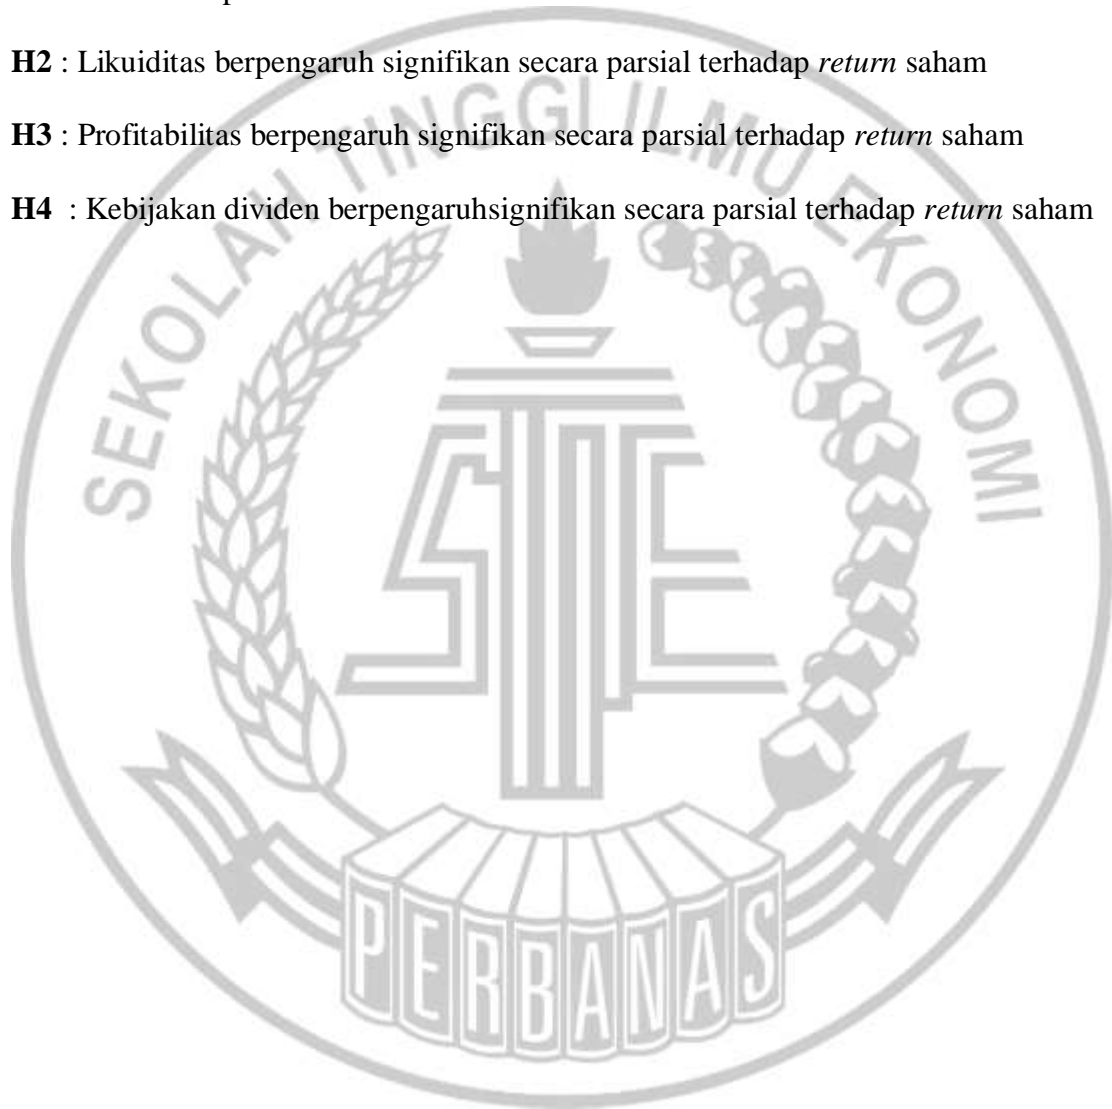 H2 : Likuiditas berpengaruh signifikan secara parsial terhadap return saham
H3 : Profitabilitas berpengaruh signifikan secara parsial terhadap return saham
H4 : Kebijakan dividen berpengaruhsignifikan secara parsial terhadap return saham
SEKOLAH TINGGI ILMU EKONOMI
STIE
PERBANAS